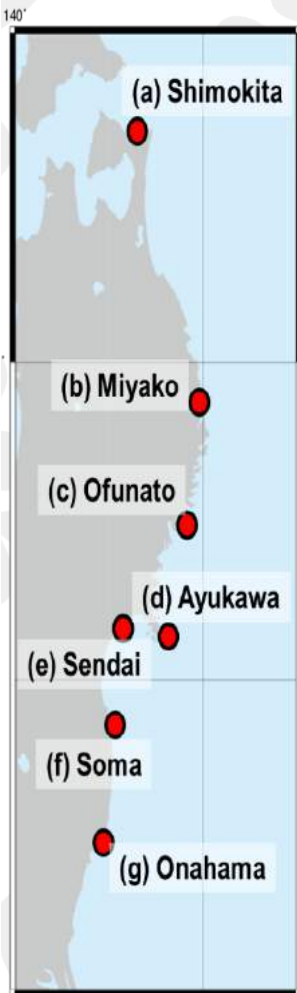 140°
(a) Shimokita
(b) Miyako
(c) Ofunato
(d) Ayukawa
(e) Sendai
(f) Soma
(g) Onahama